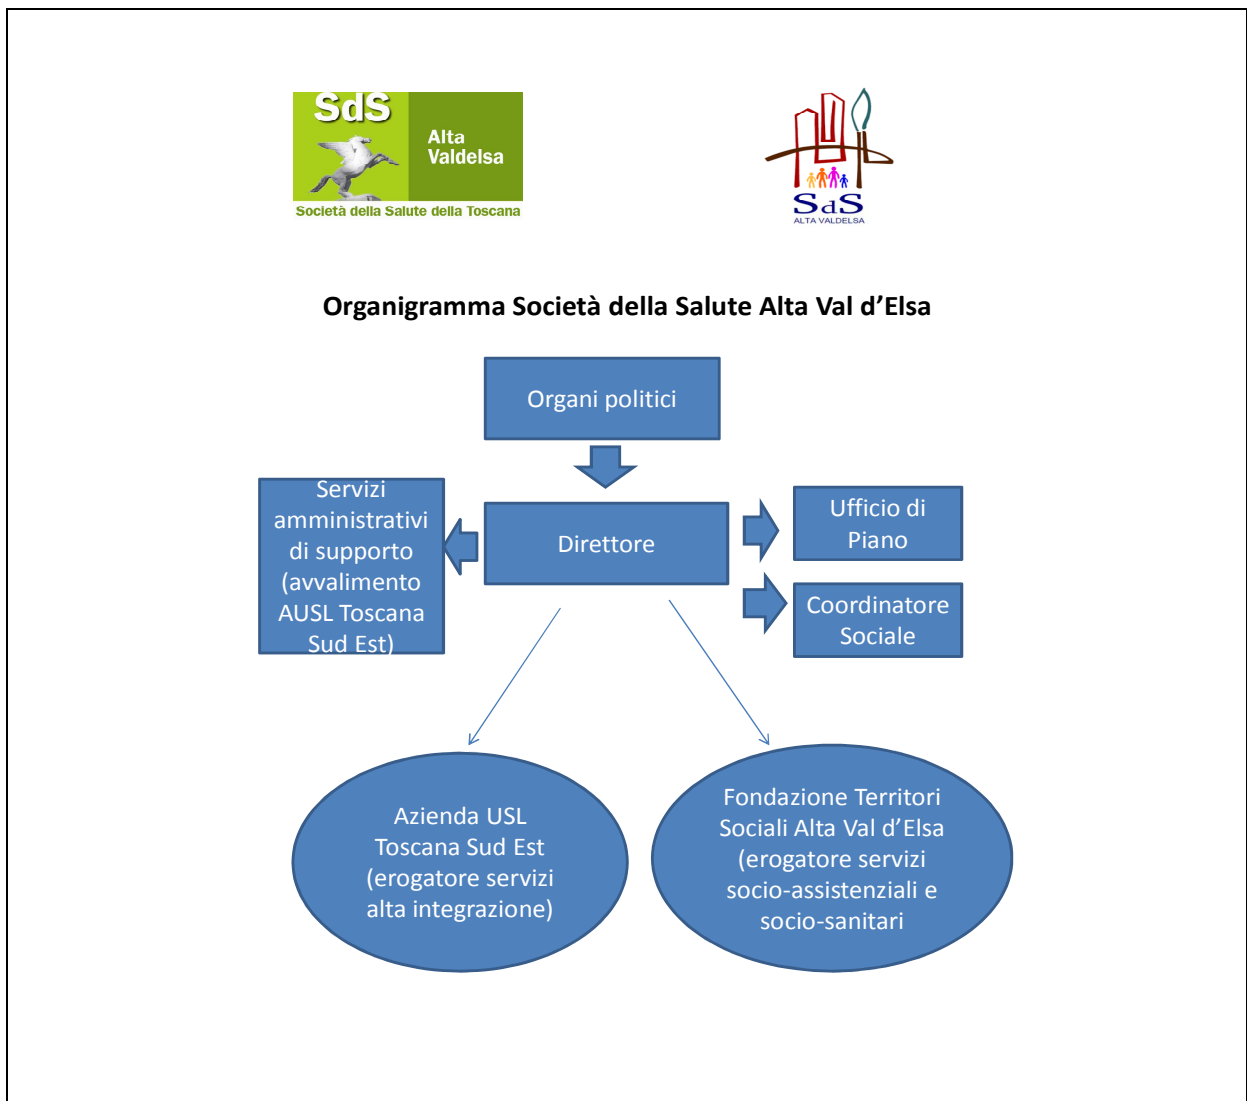 SdS
Alta
Valdelsa
Società della Salute della Toscana
SdS
ALTA VALDELSA
Organigramma Società della Salute Alta Val d’Elsa
Organi politici
Servizi
amministrativi
di supporto
(avvalimento
AUSL Toscana
Sud Est)
Direttore
Ufficio di
Piano
Coordinatore
Sociale
Azienda USL
Toscana Sud Est
(erogatore servizi
alta integrazione)
Fondazione Territori
Sociali Alta Val d’Elsa
(erogatore servizi
socio-assistenziali e
socio-sanitari